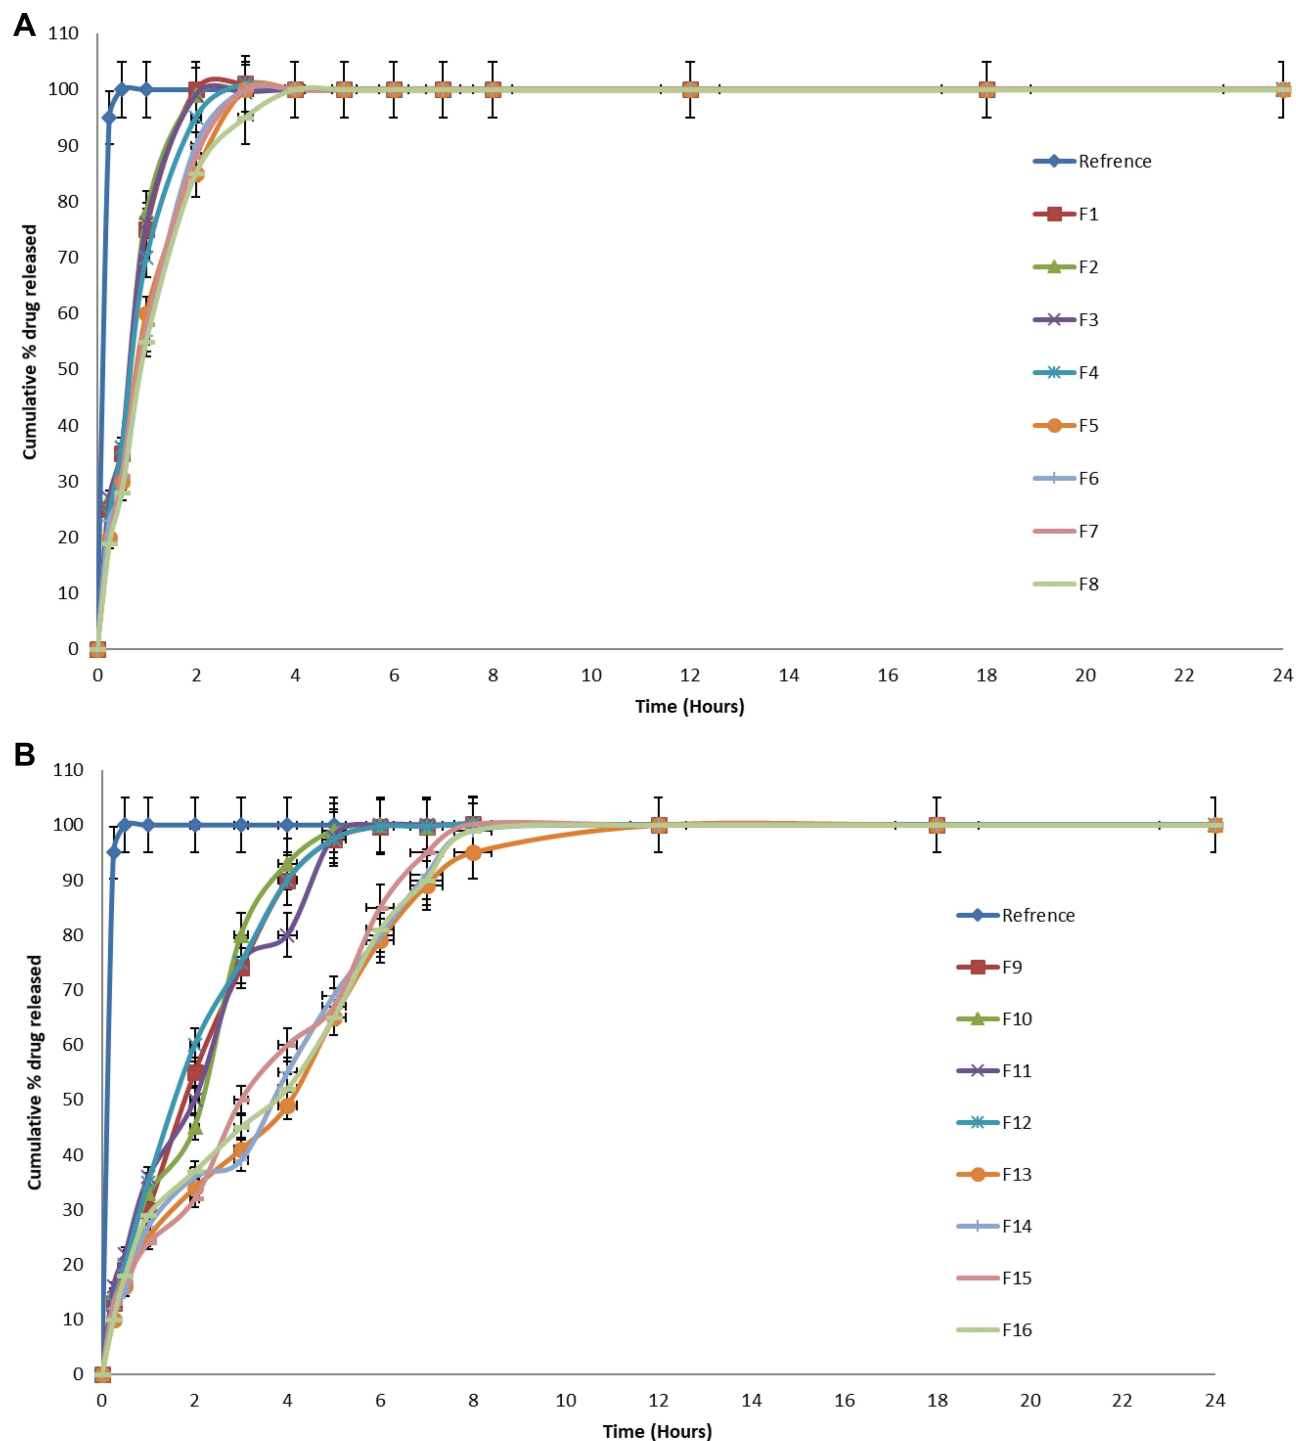 A
110
100
90
80
70
60
50
40
30
20
10
0
Cumulative % drug released
0 2 4 6 8 10 12 14 16 18 20 22 24
Time (Hours)
Refrence
F1
F2
F3
F4
F5
F6
F7
F8
B
110
100
90
80
70
60
50
40
30
20
10
0
Cumulative % drug released
0 2 4 6 8 10 12 14 16 18 20 22 24
Time (Hours)
Refrence
F9
F10
F11
F12
F13
F14
F15
F16